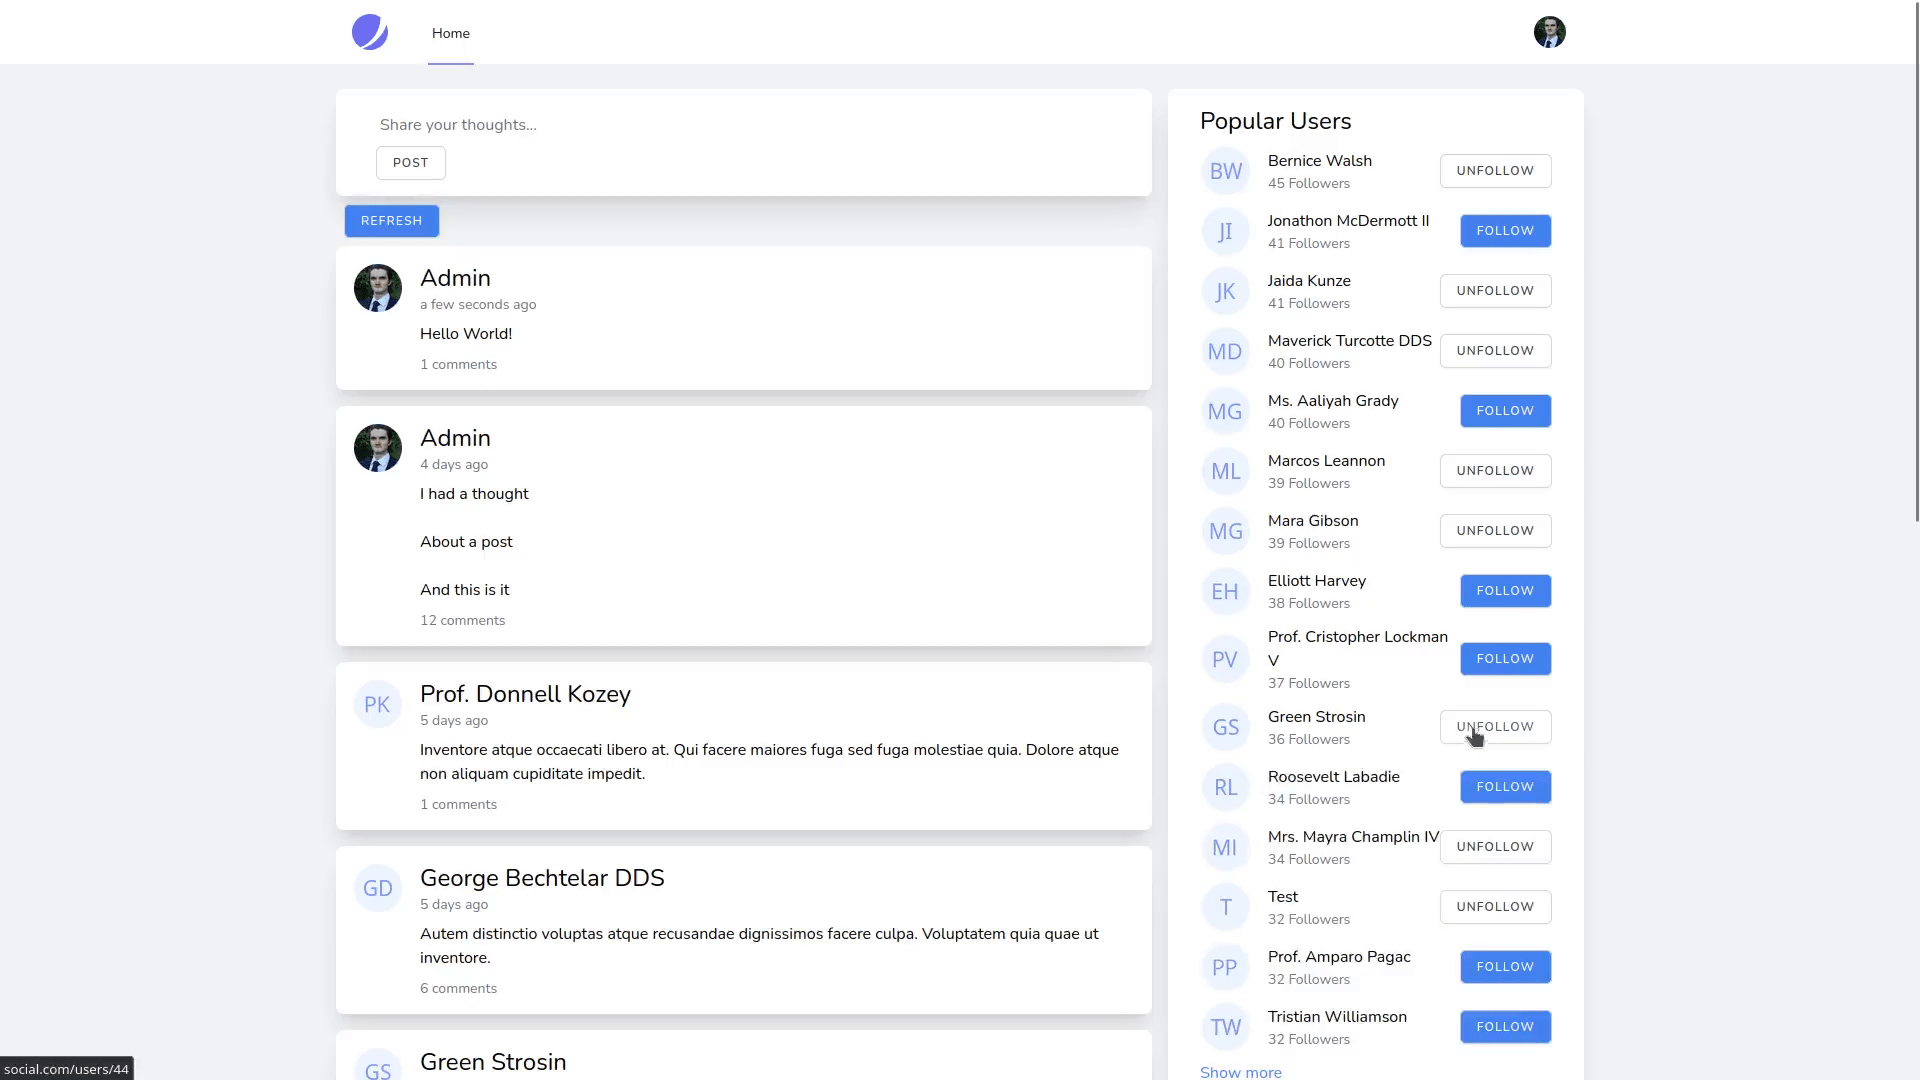 Home
Share your thoughts...
POST
REFRESH
Admin
a few seconds ago
Hello World!
1 comments
Admin
4 days ago
I had a thought
About a post
And this is it
12 comments
PK
Prof. Donnell Kozey
5 days ago
Inventore atque occaecati libero at. Qui facere maiores fuga sed fuga molestiae quia. Dolore atque
non aliquam cupiditate impedit.
1 comments
GD
George Bechtelar DDS
5 days ago
Autem distinctio voluptas atque recusandae dignissimos facere culpa. Voluptatem quia quae ut
inventore.
6 comments
GS
Green Strosin
Popular Users
BW
Bernice Walsh
45 Followers
UNFOLLOW
JI
Jonathon McDermott II
41 Followers
FOLLOW
JK
Jaida Kunze
41 Followers
UNFOLLOW
MD
Maverick Turcotte DDS
40 Followers
UNFOLLOW
MG
Ms. Aaliyah Grady
40 Followers
FOLLOW
ML
Marcos Leannon
39 Followers
UNFOLLOW
MG
Mara Gibson
39 Followers
UNFOLLOW
EH
Elliott Harvey
38 Followers
FOLLOW
PV
Prof. Cristopher Lockman
V
37 Followers
FOLLOW
GS
Green Strosin
36 Followers
UNFOLLOW
RL
Roosevelt Labadie
34 Followers
FOLLOW
MI
Mrs. Mayra Champlin IV
34 Followers
UNFOLLOW
T
Test
32 Followers
UNFOLLOW
PP
Prof. Amparo Pagac
32 Followers
FOLLOW
TW
Tristian Williamson
32 Followers
FOLLOW
Show more
social.com/users/44